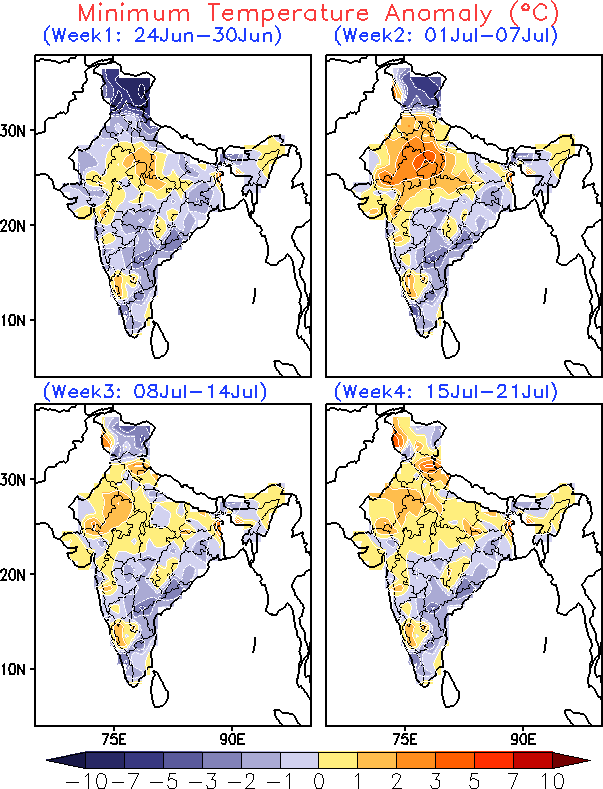 Minimum Temperature Anomaly (°C)
(Week1: 24Jun−30Jun) (Week2: 01Jul−07Jul)
30N
20N
10N
(Week3: 08Jul−14Jul) (Week4: 15Jul−21Jul)
30N
20N
10N
75E 90E 75E 90E
−10 −7 −5 −3 −2 −1 0 1 2 3 5 7 10